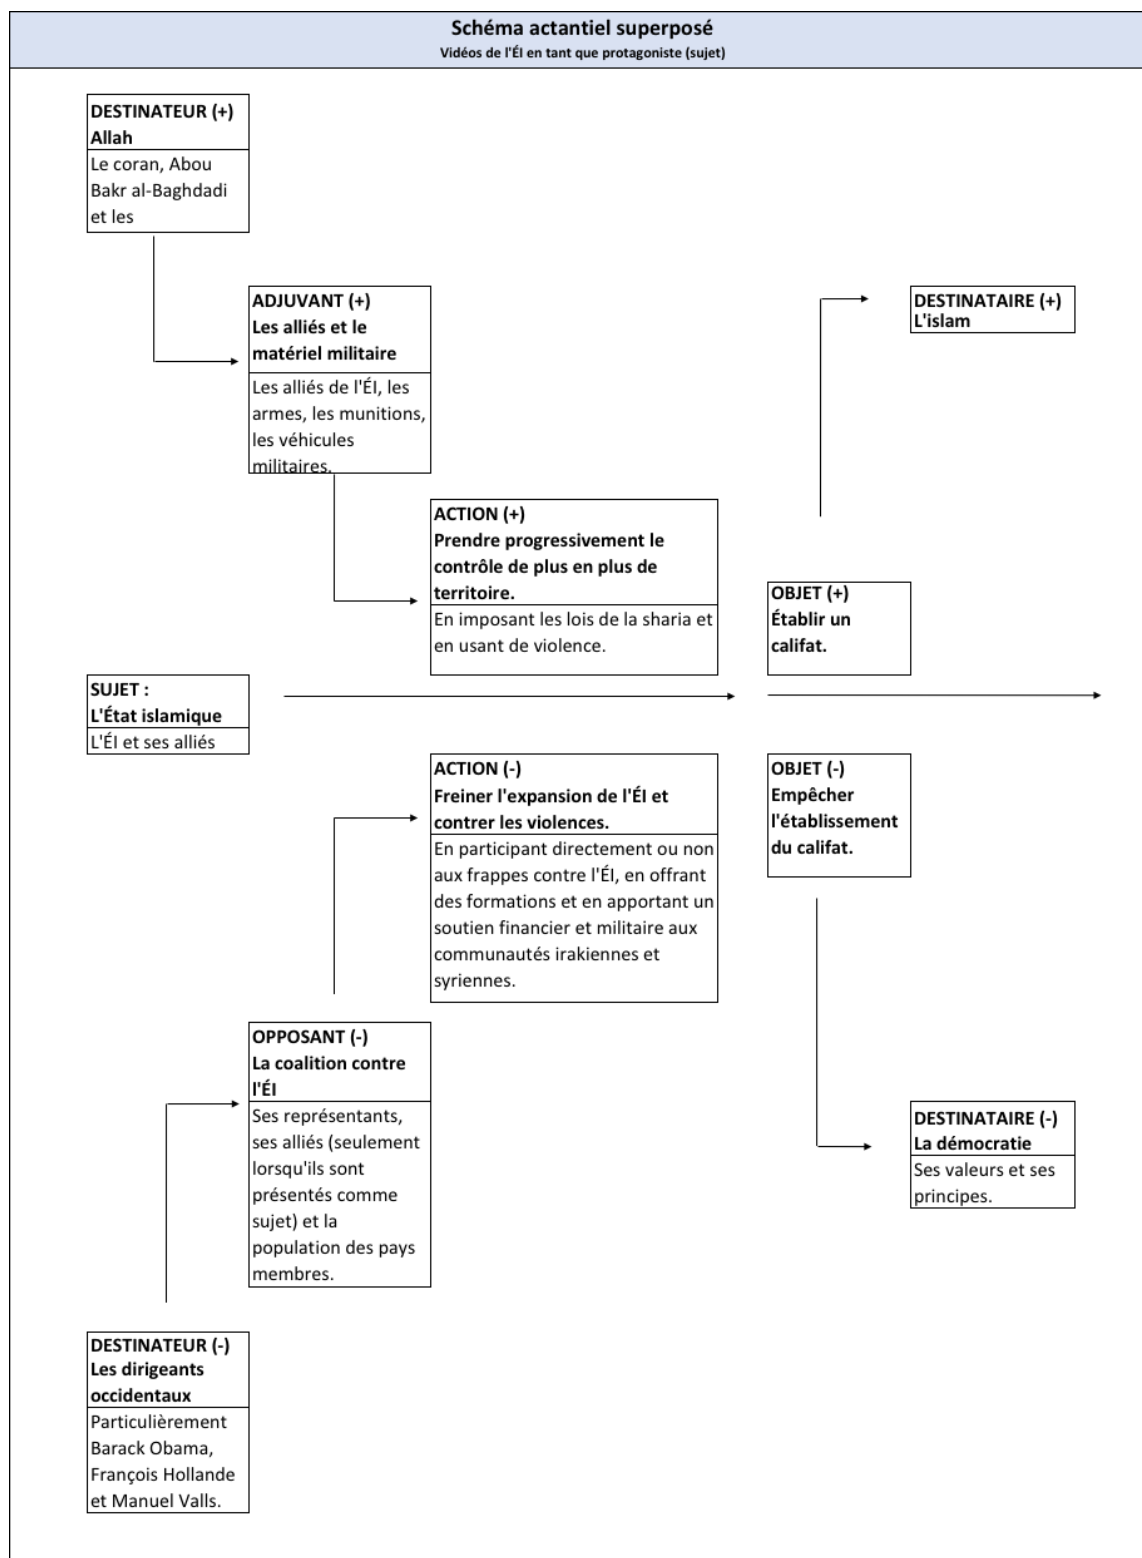 Schéma actantiel superposé
Vidéos de l'ÉI en tant que protagoniste (sujet)
DESTINATEUR (+)
Allah
Le coran, Abou
Bakr al-Baghdadi
et les
ADJUVANT (+)
Les alliés et le
matériel militaire
Les alliés de l'ÉI, les
armes, les munitions,
les véhicules
militaires.
DESTINATAIRE (+)
L'islam
ACTION (+)
Prendre progressivement le
contrôle de plus en plus de
territoire.
En imposant les lois de la sharia et
en usant de violence.
OBJET (+)
Établir un
califat.
SUJET :
L'État islamique
L'ÉI et ses alliés
ACTION (-)
Freiner l'expansion de l'ÉI et
contrer les violences.
En participant directement ou non
aux frappes contre l'ÉI, en offrant
des formations et en apportant un
soutien financier et militaire aux
communautés irakiennes et
syriennes.
OBJET (-)
Empêcher
l'établissement
du califat.
OPPOSANT (-)
La coalition contre
l'ÉI
Ses représentants,
ses alliés (seulement
lorsqu'ils sont
présentés comme
sujet) et la
population des pays
membres.
DESTINATAIRE (-)
La démocratie
Ses valeurs et ses
principes.
DESTINATEUR (-)
Les dirigeants
occidentaux
Particulièrement
Barack Obama,
François Hollande
et Manuel Valls.